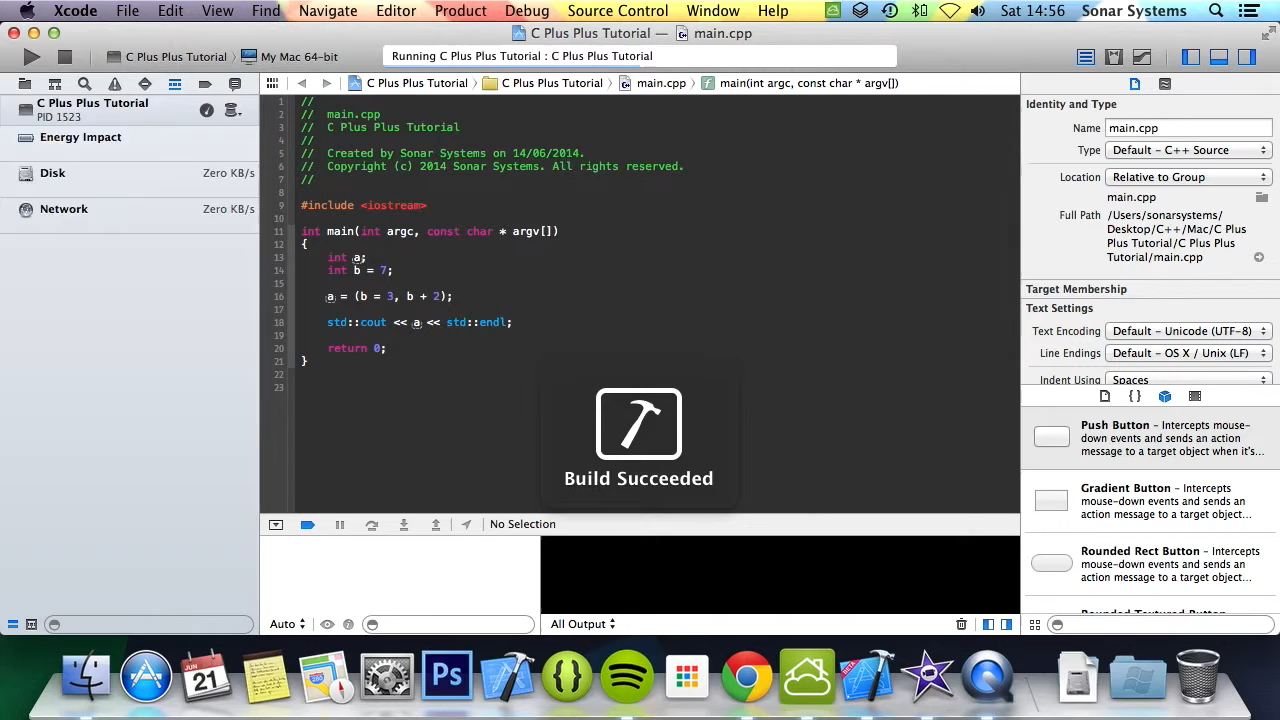 Xcode File Edit View Find Navigate Editor Product Debug Source Control Window Help Sat 14:56 Sonar Systems
C Plus Plus Tutorial — main.cpp
C Plus Plus Tutorial My Mac 64-bit Running C Plus Plus Tutorial : C Plus Plus Tutorial
C Plus Plus Tutorial C Plus Plus Tutorial main.cpp main(int argc, const char * argv[])
C Plus Plus Tutorial
PID 1523
Energy Impact
Disk Zero KB/s
Network Zero KB/s
1 //
2 // main.cpp
3 // C Plus Plus Tutorial
4 //
5 // Created by Sonar Systems on 14/06/2014.
6 // Copyright (c) 2014 Sonar Systems. All rights reserved.
7 //
8
9 #include <iostream>
10
11 int main(int argc, const char * argv[])
12 {
13 int a;
14 int b = 7;
15
16 a = (b = 3, b + 2);
17
18 std::cout << a << std::endl;
19
20 return 0;
21 }
22
23
Build Succeeded
No Selection
Auto
All Output
Identity and Type
Name main.cpp
Type Default - C++ Source
Location Relative to Group
main.cpp
Full Path /Users/sonarsystems/
Desktop/C++/Mac/C Plus
Plus Tutorial/C Plus Plus
Tutorial/main.cpp
Target Membership
Text Settings
Text Encoding Default - Unicode (UTF-8)
Line Endings Default - OS X / Unix (LF)
Indent Using Spaces
Push Button - Intercepts mouse-
down events and sends an action
message to a target object when it's...
Gradient Button - Intercepts
mouse-down events and sends an
action message to a target object...
Rounded Rect Button - Intercepts
mouse-down events and sends an
action message to a target object...
Rounded Textured Button
JUN
21
280
Ps